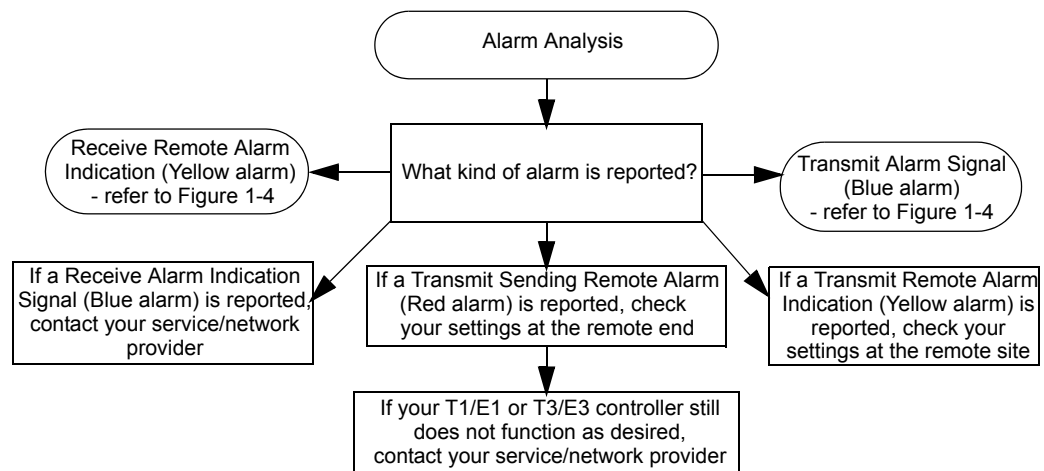 Alarm Analysis
Receive Remote Alarm
Indication (Yellow alarm)
- refer to Figure 1-4
What kind of alarm is reported?
Transmit Alarm Signal
(Blue alarm)
- refer to Figure 1-4
If a Receive Alarm Indication
Signal (Blue alarm) is reported,
contact your service/network
provider
If a Transmit Sending Remote Alarm
(Red alarm) is reported, check
your settings at the remote end
If a Transmit Remote Alarm
Indication (Yellow alarm) is
reported, check your
settings at the remote site
If your T1/E1 or T3/E3 controller still
does not function as desired,
contact your service/network provider